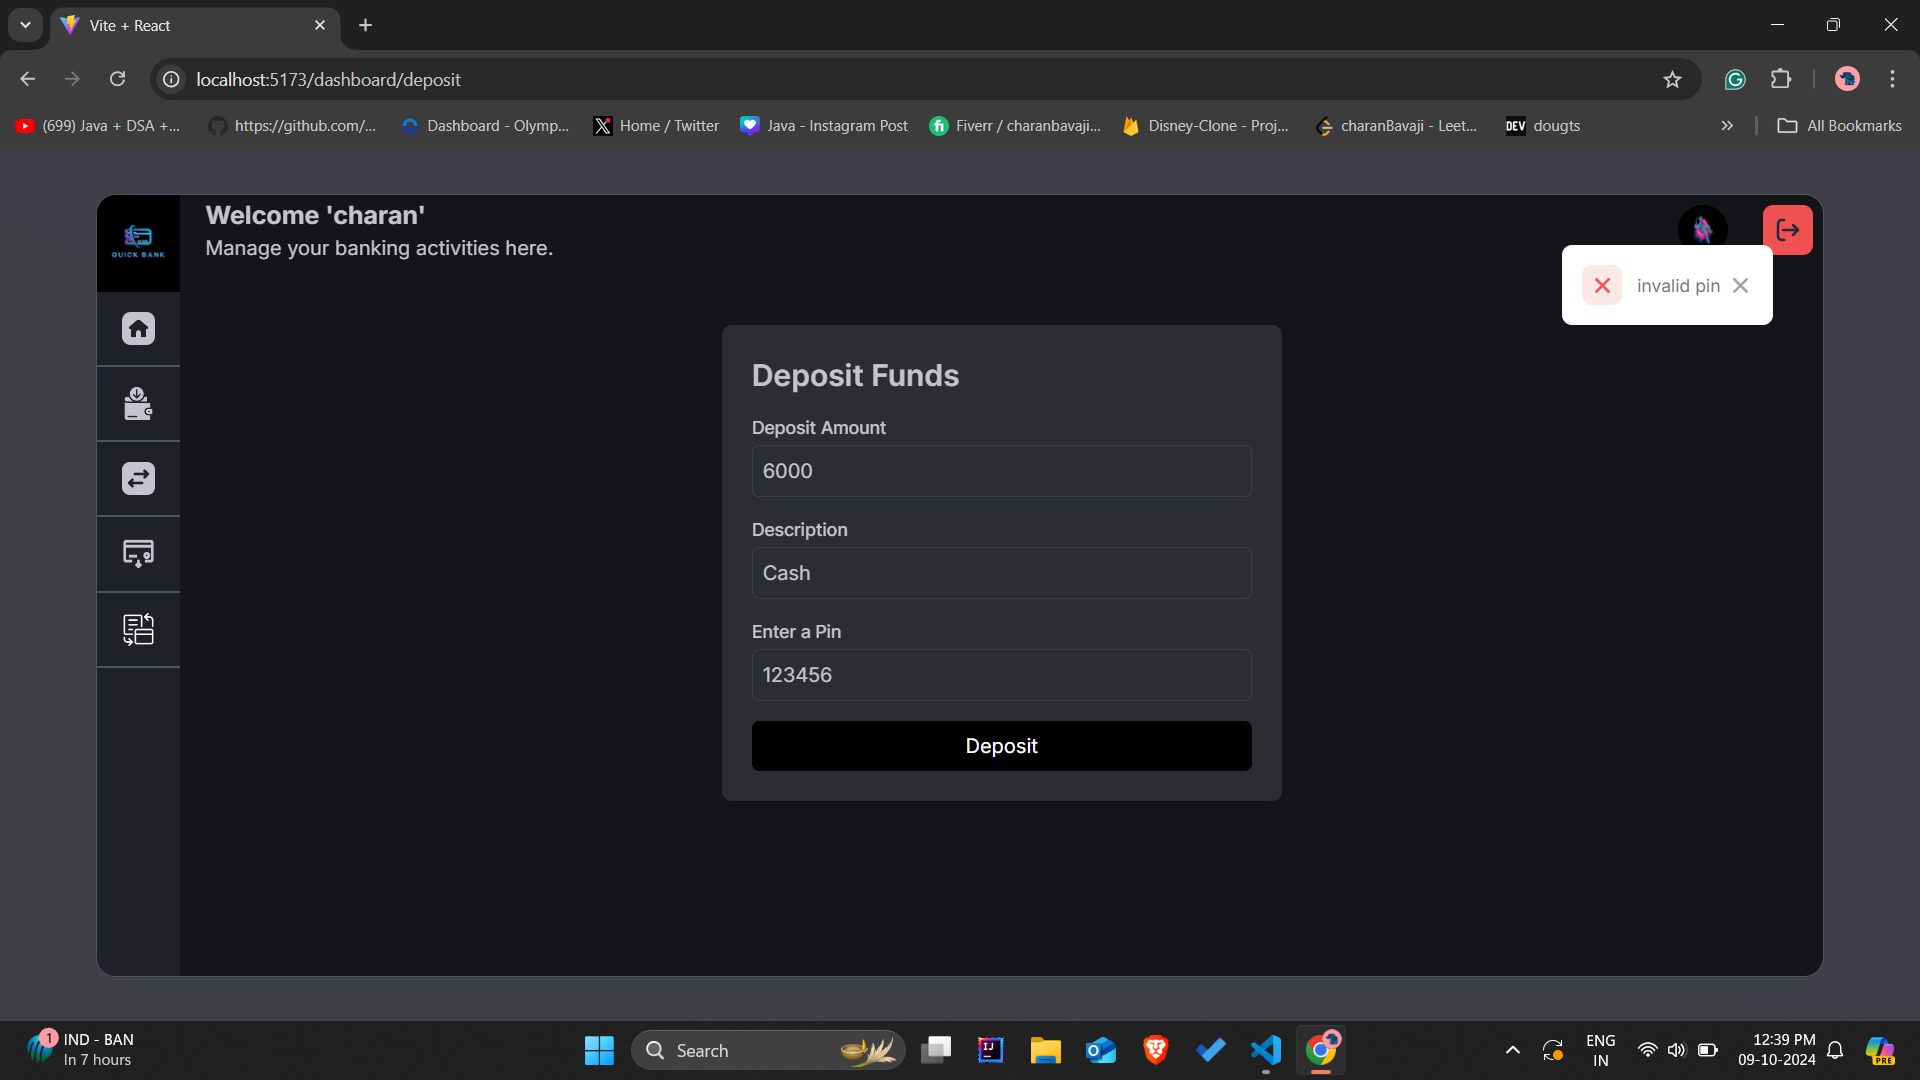 Vite + React
localhost:5173/dashboard/deposit
(699) Java + DSA +...
https://github.com/...
Dashboard - Olymp...
Home / Twitter
Java - Instagram Post
Fiverr / charanbavaji...
Disney-Clone - Proj...
charanBavaji - Leet...
DEV dougts
All Bookmarks
QUICK BANK
Welcome 'charan'
Manage your banking activities here.
invalid pin
Deposit Funds
Deposit Amount
6000
Description
Cash
Enter a Pin
123456
Deposit
1
IND - BAN
In 7 hours
Search
IJ
PRE
ENG
IN
12:39 PM
09-10-2024